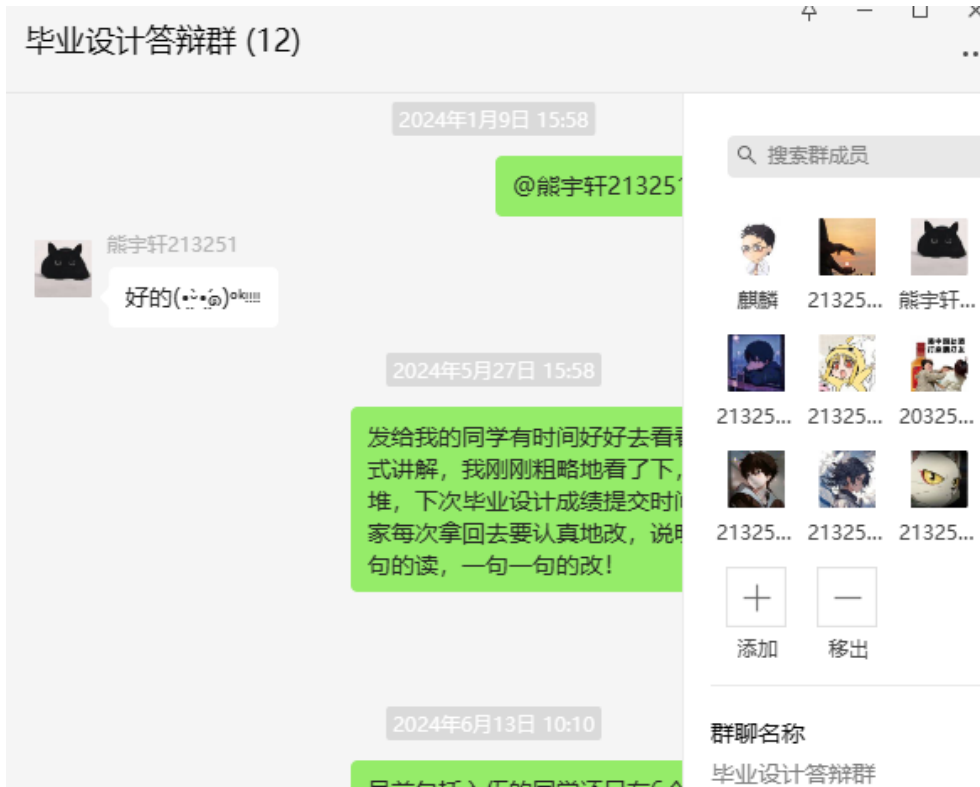 毕业设计答辩群 (12)
2024年1月9日 15:58
@熊宇轩213251
熊宇轩213251
好的
2024年5月27日 15:58
发给我的同学有时间好好去看
式讲解，我刚刚粗略地看了下，
堆，下次毕业设计成绩提交时
家每次拿回去要认真地改，说
句的读，一句一句的改！
2024年6月13日 10:10
搜索群成员
麒麟 21325... 熊宇轩...
21325... 21325... 20325...
21325... 21325... 21325...
添加 移出
群聊名称
毕业设计答辩群